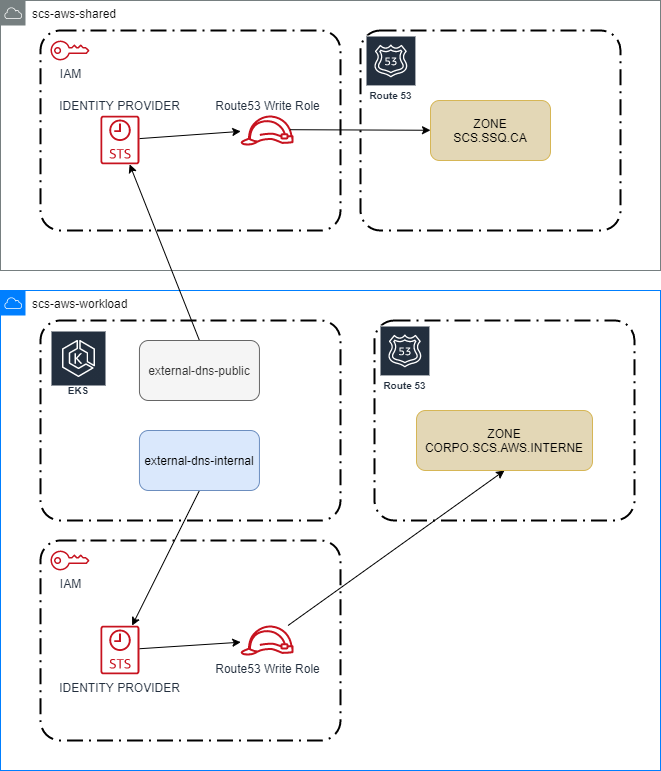 scs-aws-shared
IAM
IDENTITY PROVIDER
STS
Route53 Write Role
53
Route 53
ZONE
SCS.SSQ.CA
scs-aws-workload
K
EKS
external-dns-public
external-dns-internal
53
Route 53
ZONE
CORPO.SCS.AWS.INTERNE
IAM
STS
IDENTITY PROVIDER
Route53 Write Role